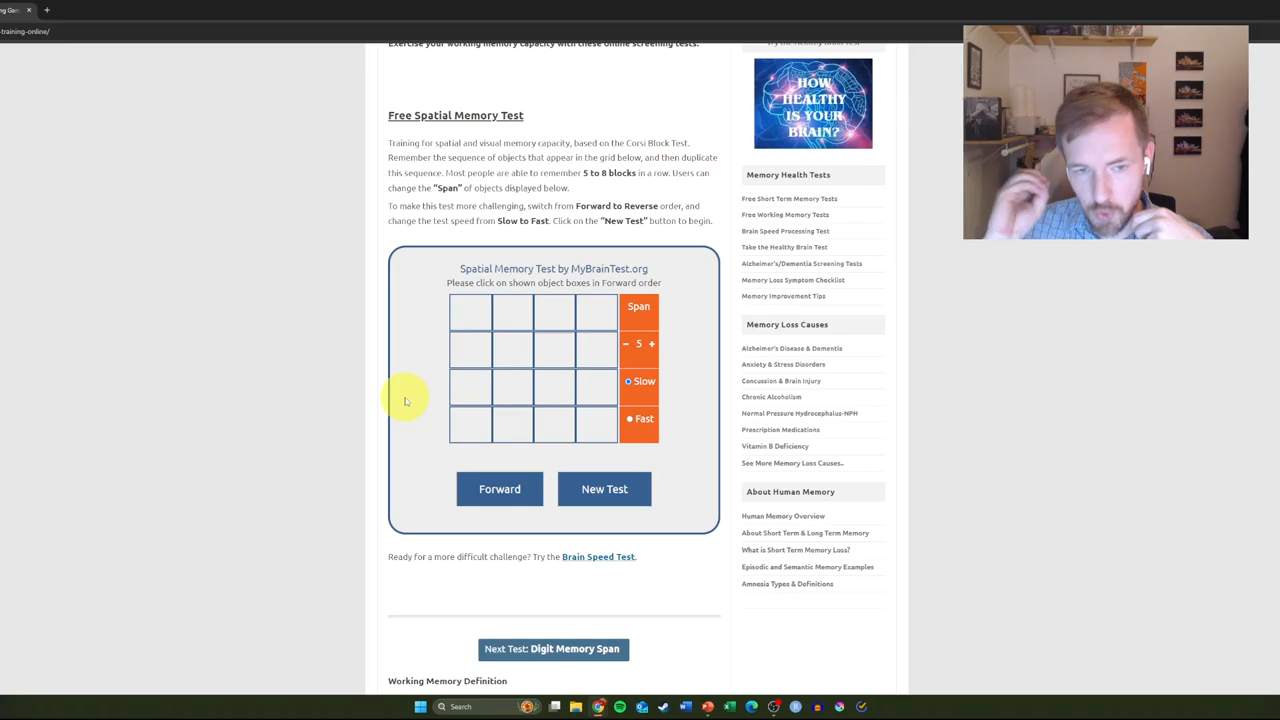 ng Gam
-training-online/
Exercise your working memory capacity with these online screening tests.
Free Spatial Memory Test
Training for spatial and visual memory capacity, based on the Corsi Block Test.
Remember the sequence of objects that appear in the grid below, and then duplicate
this sequence. Most people are able to remember 5 to 8 blocks in a row. Users can
change the "Span" of objects displayed below.
To make this test more challenging, switch from Forward to Reverse order, and
change the test speed from Slow to Fast. Click on the "New Test" button to begin.
Spatial Memory Test by MyBrainTest.org
Please click on shown object boxes in Forward order
Span
− 5 +
Slow
Fast
Forward
New Test
Ready for a more difficult challenge? Try the Brain Speed Test.
Next Test: Digit Memory Span
Working Memory Definition
Try the Healthy Brain Test
HOW
HEALTHY
IS YOUR
BRAIN?
Memory Health Tests
Free Short Term Memory Tests
Free Working Memory Tests
Brain Speed Processing Test
Take the Healthy Brain Test
Alzheimer's/Dementia Screening Tests
Memory Loss Symptom Checklist
Memory Improvement Tips
Memory Loss Causes
Alzheimer's Disease & Dementia
Anxiety & Stress Disorders
Concussion & Brain Injury
Chronic Alcoholism
Normal Pressure Hydrocephalus-NPH
Prescription Medications
Vitamin B Deficiency
See More Memory Loss Causes..
About Human Memory
Human Memory Overview
About Short Term & Long Term Memory
What is Short Term Memory Loss?
Episodic and Semantic Memory Examples
Amnesia Types & Definitions
Search